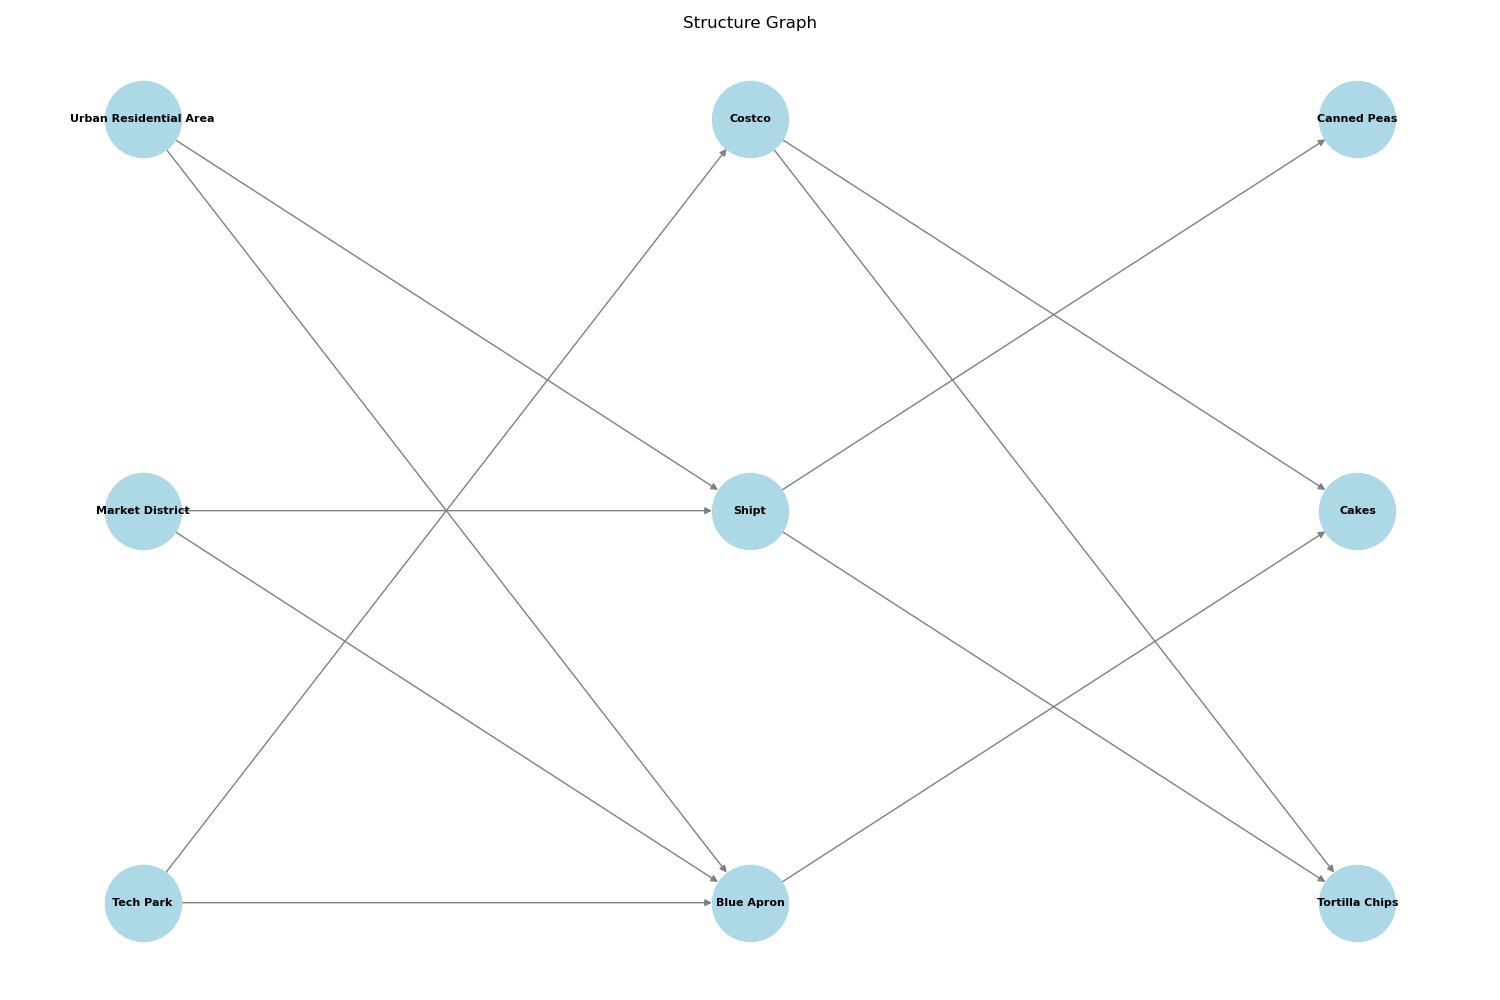 Structure Graph
Urban Residential Area
Costco
Canned Peas
Market District
Shipt
Cakes
Tech Park
Blue Apron
Tortilla Chips